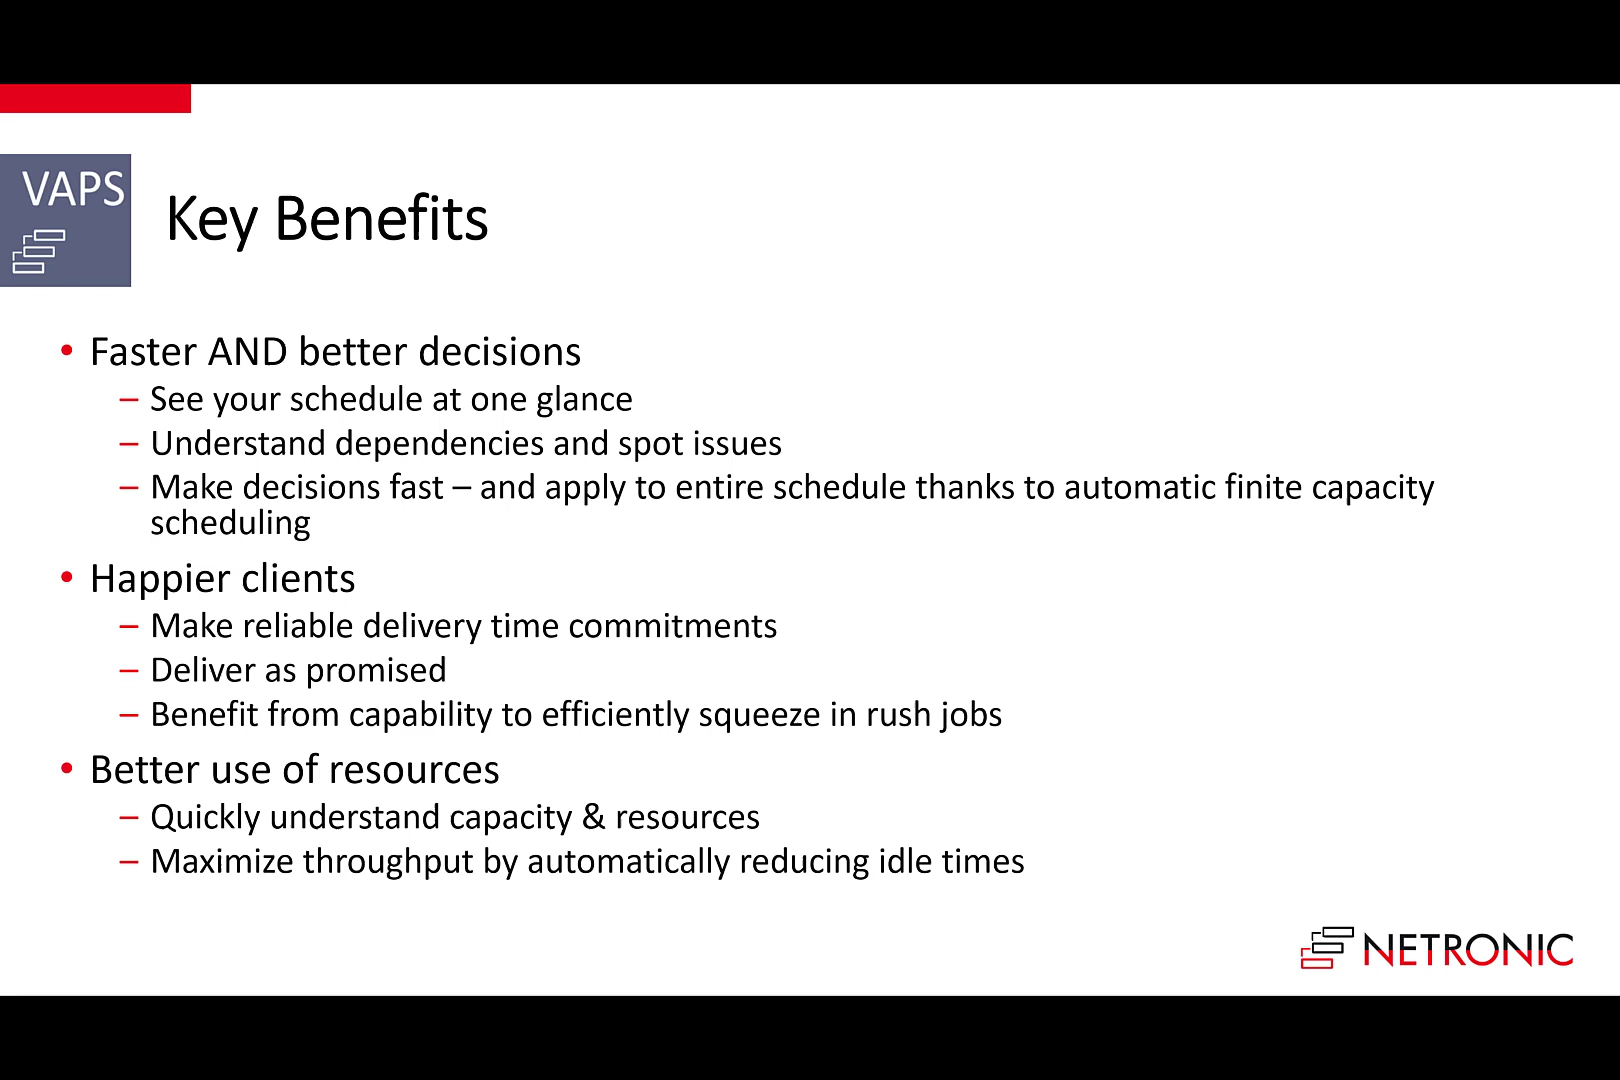 VAPS
Key Benefits
• Faster AND better decisions
– See your schedule at one glance
– Understand dependencies and spot issues
– Make decisions fast – and apply to entire schedule thanks to automatic finite capacity
scheduling
• Happier clients
– Make reliable delivery time commitments
– Deliver as promised
– Benefit from capability to efficiently squeeze in rush jobs
• Better use of resources
– Quickly understand capacity & resources
– Maximize throughput by automatically reducing idle times
NETRONIC